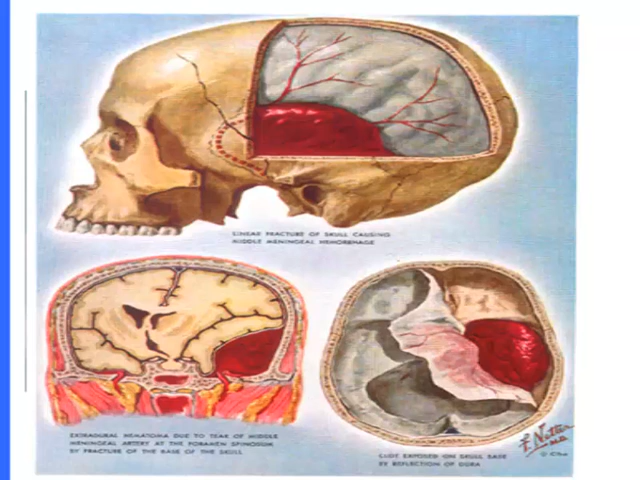 LINEAR FRACTURE OF SKULL CAUSING
MIDDLE MENINGEAL HEMORRHAGE
EXTRADURAL HEMATOMA DUE TO TEAR OF MIDDLE
MENINGEAL ARTERY AT THE FORAMEN SPINOSUM
BY FRACTURE OF THE BASE OF THE SKULL
CLOT EXPOSED ON SKULL BASE
BY REFLECTION OF DURA
F. Netter
M.D.
© CIBA